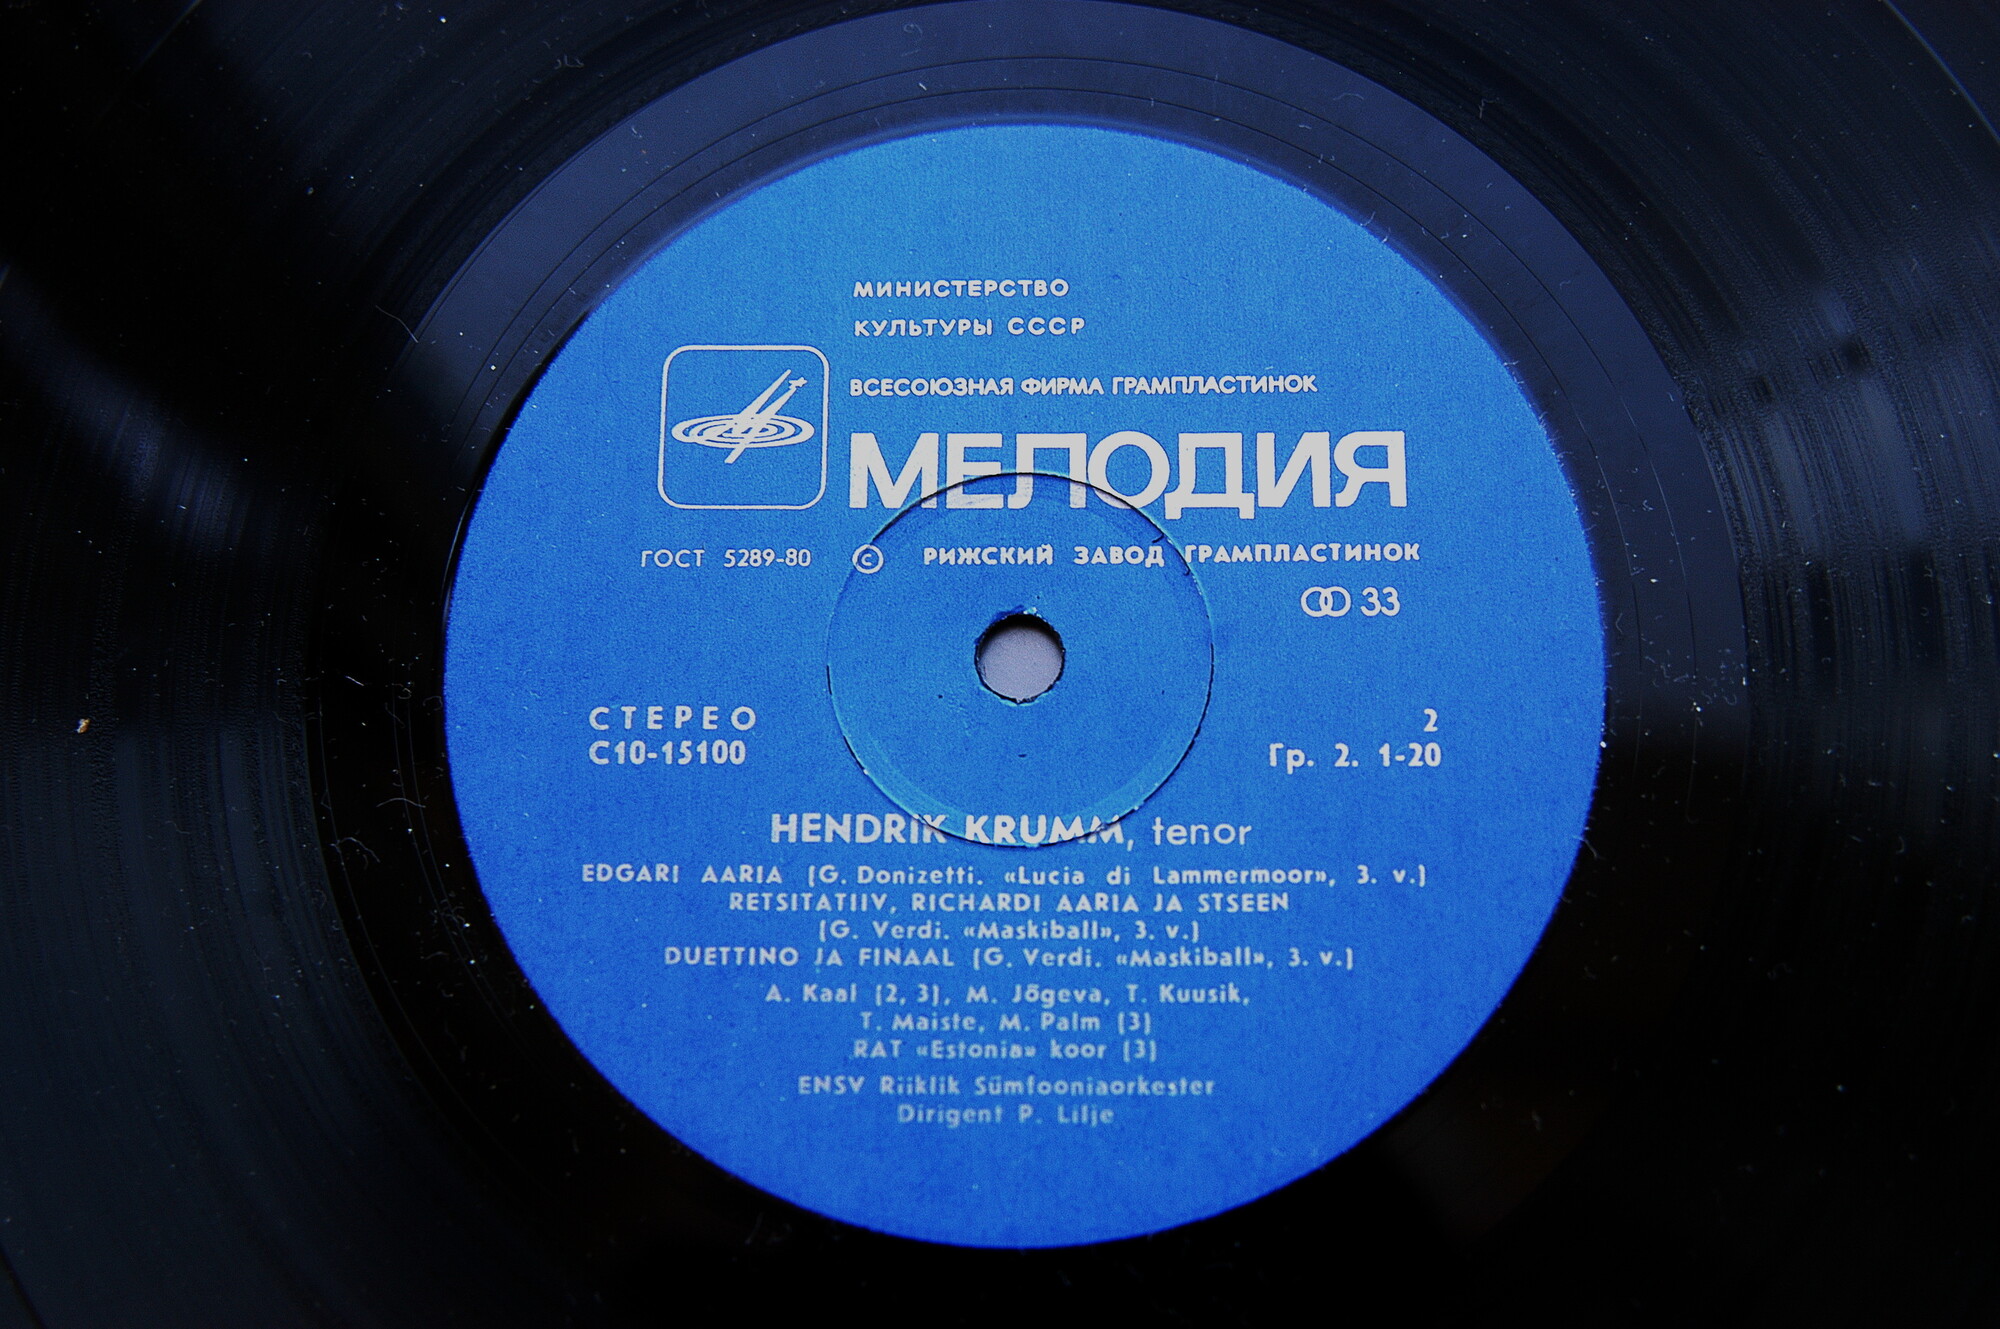 МИНИСТЕРСТВО
КУЛЬТУРЫ СССР
ВСЕСОЮЗНАЯ ФИРМА ГРАМПЛАСТИНОК
МЕЛОДИЯ
ГОСТ 5289-80 © РИЖСКИЙ ЗАВОД ГРАМПЛАСТИНОК
33
СТЕРЕО 2
С10-15100 Гр. 2. 1-20
HENDRIK KRUMM, tenor
EDGARI AARIA (G. Donizetti. «Lucia di Lammermoor», 3. v.)
RETSITATIIV, RICHARDI AARIA JA STSEEN
(G. Verdi. «Maskiball», 3. v.)
DUETTINO JA FINAAL (G. Verdi. «Maskiball», 3. v.)
A. Kaal (2, 3), M. Jõgeva, T. Kuusik,
T. Maiste, M. Palm (3)
RAT «Estonia» koor (3)
ENSV Riiklik Sümfooniaorkester
Dirigent P. Lilje